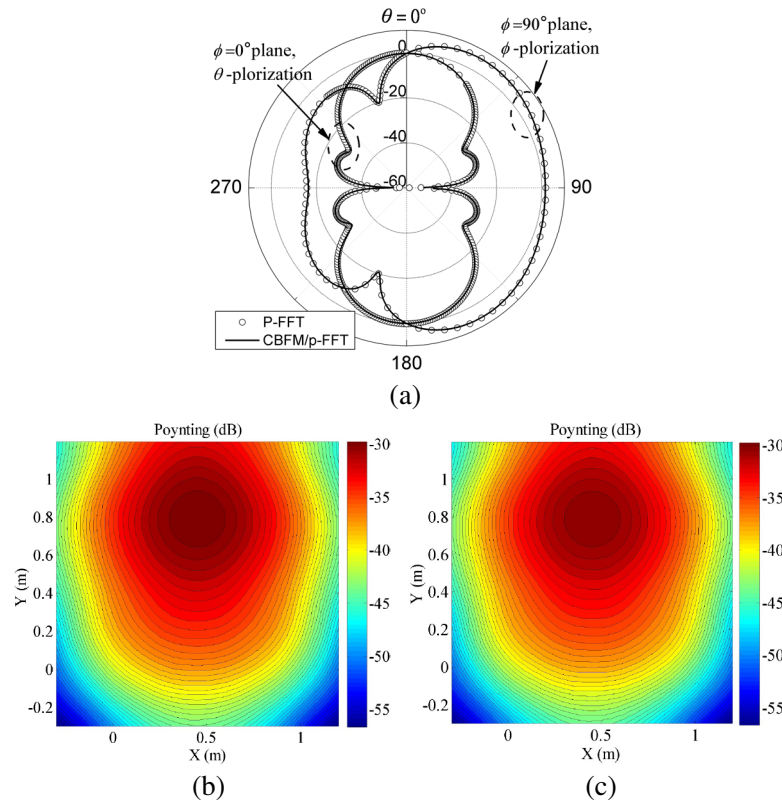 θ=0°
ϕ=0°plane,
θ-plorization
ϕ=90°plane,
ϕ-plorization
0
-20
-40
-60
270
90
P-FFT
CBFM/p-FFT
180
(a)
Poynting (dB)
-30
-35
-40
-45
-50
-55
1
0.8
0.6
0.4
0.2
0
-0.2
Y (m)
0
0.5
1
X (m)
(b)
Poynting (dB)
-30
-35
-40
-45
-50
-55
1
0.8
0.6
0.4
0.2
0
-0.2
Y (m)
0
0.5
1
X (m)
(c)